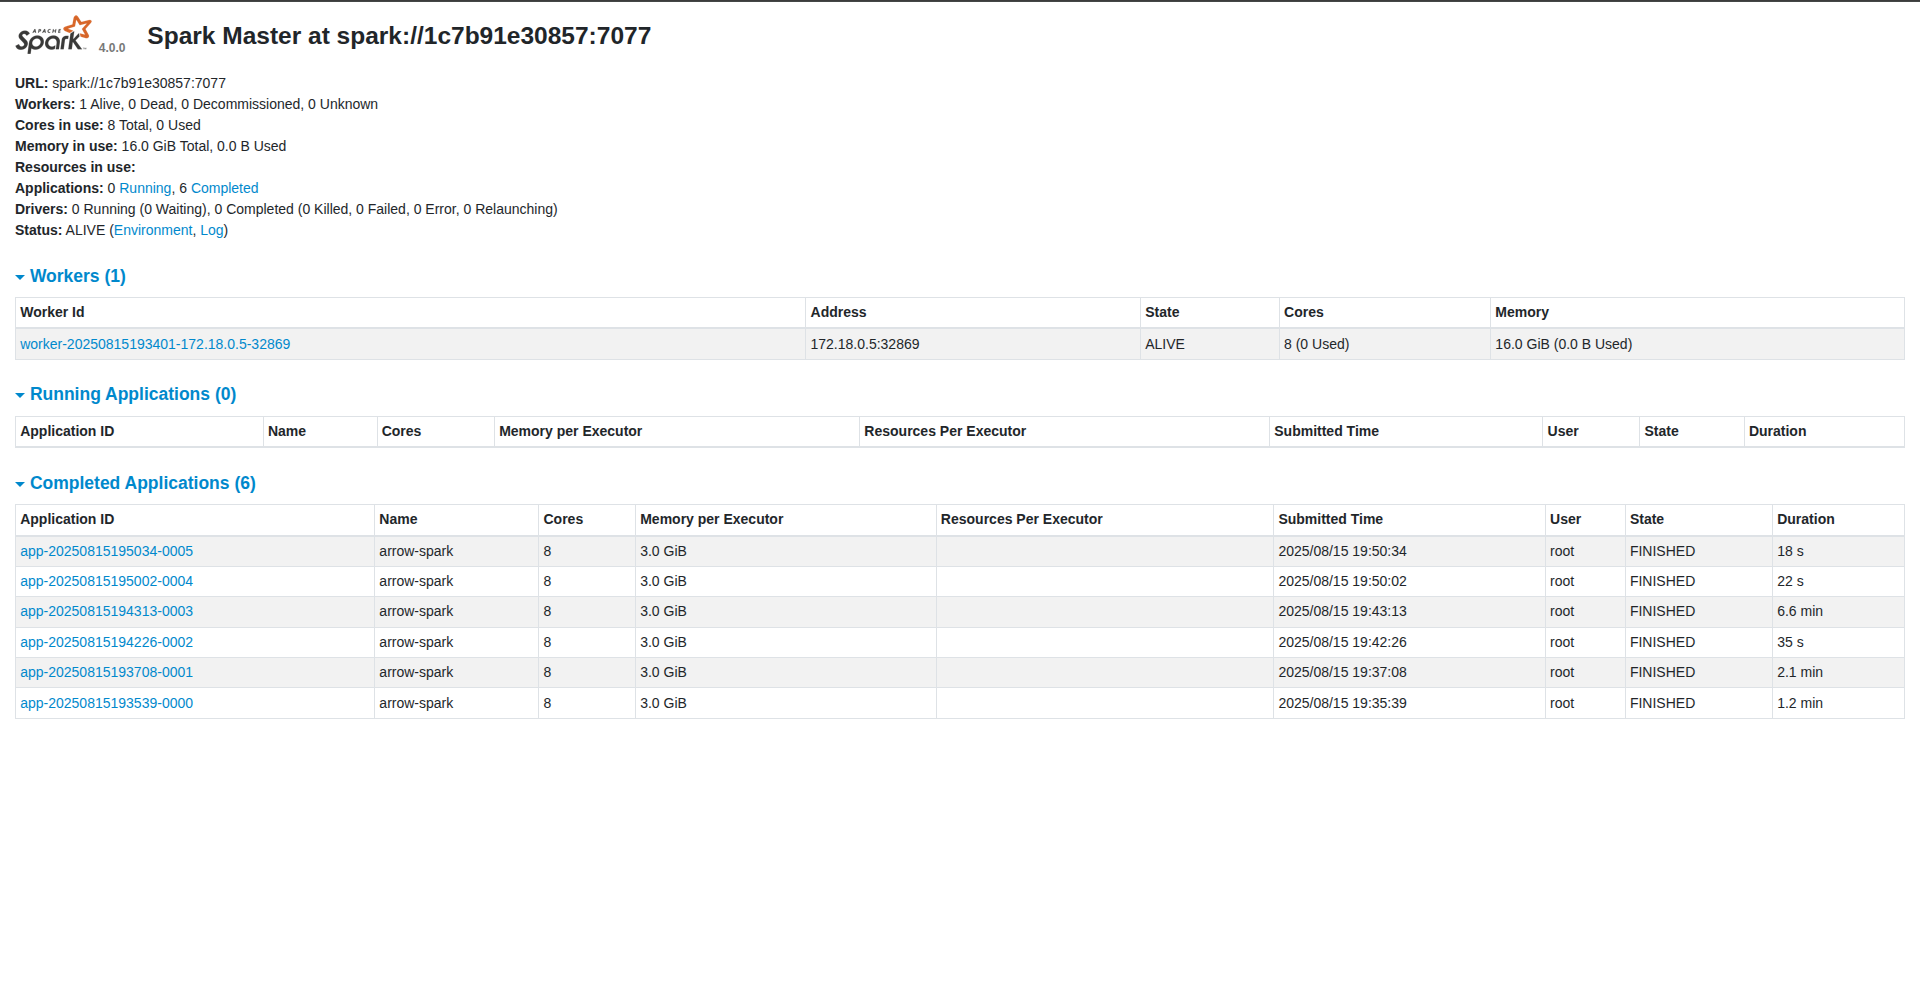 APACHE
Spark 4.0.0 Spark Master at spark://1c7b91e30857:7077
URL: spark://1c7b91e30857:7077
Workers: 1 Alive, 0 Dead, 0 Decommissioned, 0 Unknown
Cores in use: 8 Total, 0 Used
Memory in use: 16.0 GiB Total, 0.0 B Used
Resources in use:
Applications: 0 Running, 6 Completed
Drivers: 0 Running (0 Waiting), 0 Completed (0 Killed, 0 Failed, 0 Error, 0 Relaunching)
Status: ALIVE (Environment, Log)
Workers (1)
Worker Id Address State Cores Memory
worker-20250815193401-172.18.0.5-32869 172.18.0.5:32869 ALIVE 8 (0 Used) 16.0 GiB (0.0 B Used)
Running Applications (0)
Application ID Name Cores Memory per Executor Resources Per Executor Submitted Time User State Duration
Completed Applications (6)
Application ID Name Cores Memory per Executor Resources Per Executor Submitted Time User State Duration
app-20250815195034-0005 arrow-spark 8 3.0 GiB 2025/08/15 19:50:34 root FINISHED 18 s
app-20250815195002-0004 arrow-spark 8 3.0 GiB 2025/08/15 19:50:02 root FINISHED 22 s
app-20250815194313-0003 arrow-spark 8 3.0 GiB 2025/08/15 19:43:13 root FINISHED 6.6 min
app-20250815194226-0002 arrow-spark 8 3.0 GiB 2025/08/15 19:42:26 root FINISHED 35 s
app-20250815193708-0001 arrow-spark 8 3.0 GiB 2025/08/15 19:37:08 root FINISHED 2.1 min
app-20250815193539-0000 arrow-spark 8 3.0 GiB 2025/08/15 19:35:39 root FINISHED 1.2 min